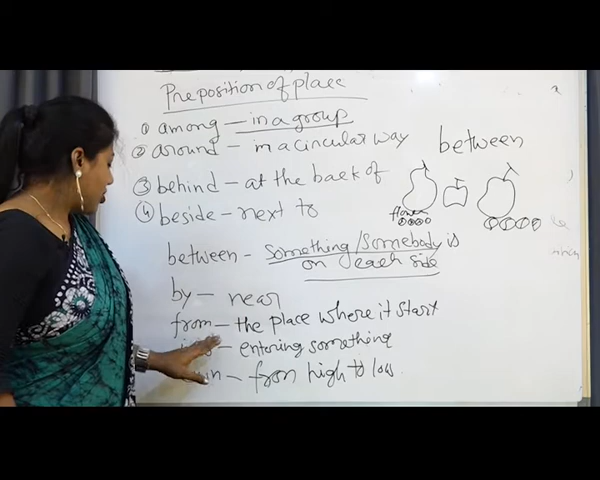 Preposition of place
① among — in a group
② around — in a circular way
between
③ behind — at the back of
④ beside — next to
flower
between - something/somebody is
on each side
by — near
from — the place where it start
— entering something
— from high to loss